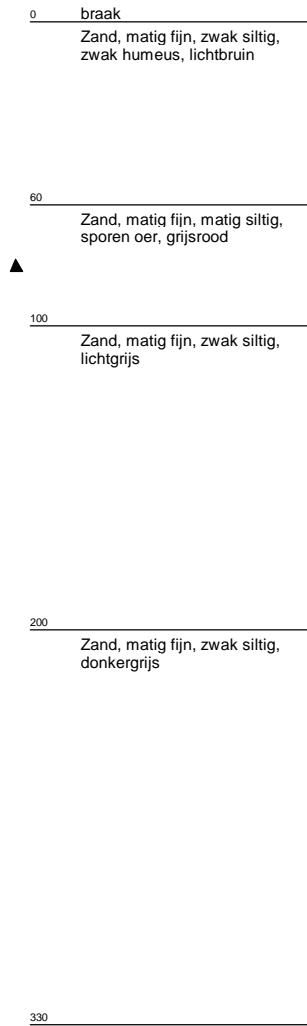 0 braak
Zand, matig fijn, zwak siltig,
zwak humeus, lichtbruin
60
Zand, matig fijn, matig siltig,
sporen oer, grijsrood
100
Zand, matig fijn, zwak siltig,
lichtgrijs
200
Zand, matig fijn, zwak siltig,
donkergrijs
330